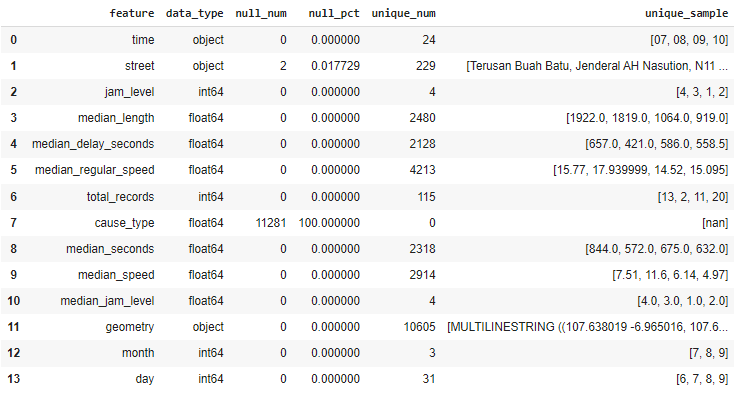 feature data_type null_num null_pct unique_num unique_sample
0 time object 0 0.000000 24 [07, 08, 09, 10]
1 street object 2 0.017729 229 [Terusan Buah Batu, Jenderal AH Nasution, N11 ...
2 jam_level int64 0 0.000000 4 [4, 3, 1, 2]
3 median_length float64 0 0.000000 2480 [1922.0, 1819.0, 1064.0, 919.0]
4 median_delay_seconds float64 0 0.000000 2128 [657.0, 421.0, 586.0, 558.5]
5 median_regular_speed float64 0 0.000000 4213 [15.77, 17.939999, 14.52, 15.095]
6 total_records int64 0 0.000000 115 [13, 2, 11, 20]
7 cause_type float64 11281 100.000000 0 [nan]
8 median_seconds float64 0 0.000000 2318 [844.0, 572.0, 675.0, 632.0]
9 median_speed float64 0 0.000000 2914 [7.51, 11.6, 6.14, 4.97]
10 median_jam_level float64 0 0.000000 4 [4.0, 3.0, 1.0, 2.0]
11 geometry object 0 0.000000 10605 [MULTILINESTRING ((107.638019 -6.965016, 107.6...
12 month int64 0 0.000000 3 [7, 8, 9]
13 day int64 0 0.000000 31 [6, 7, 8, 9]